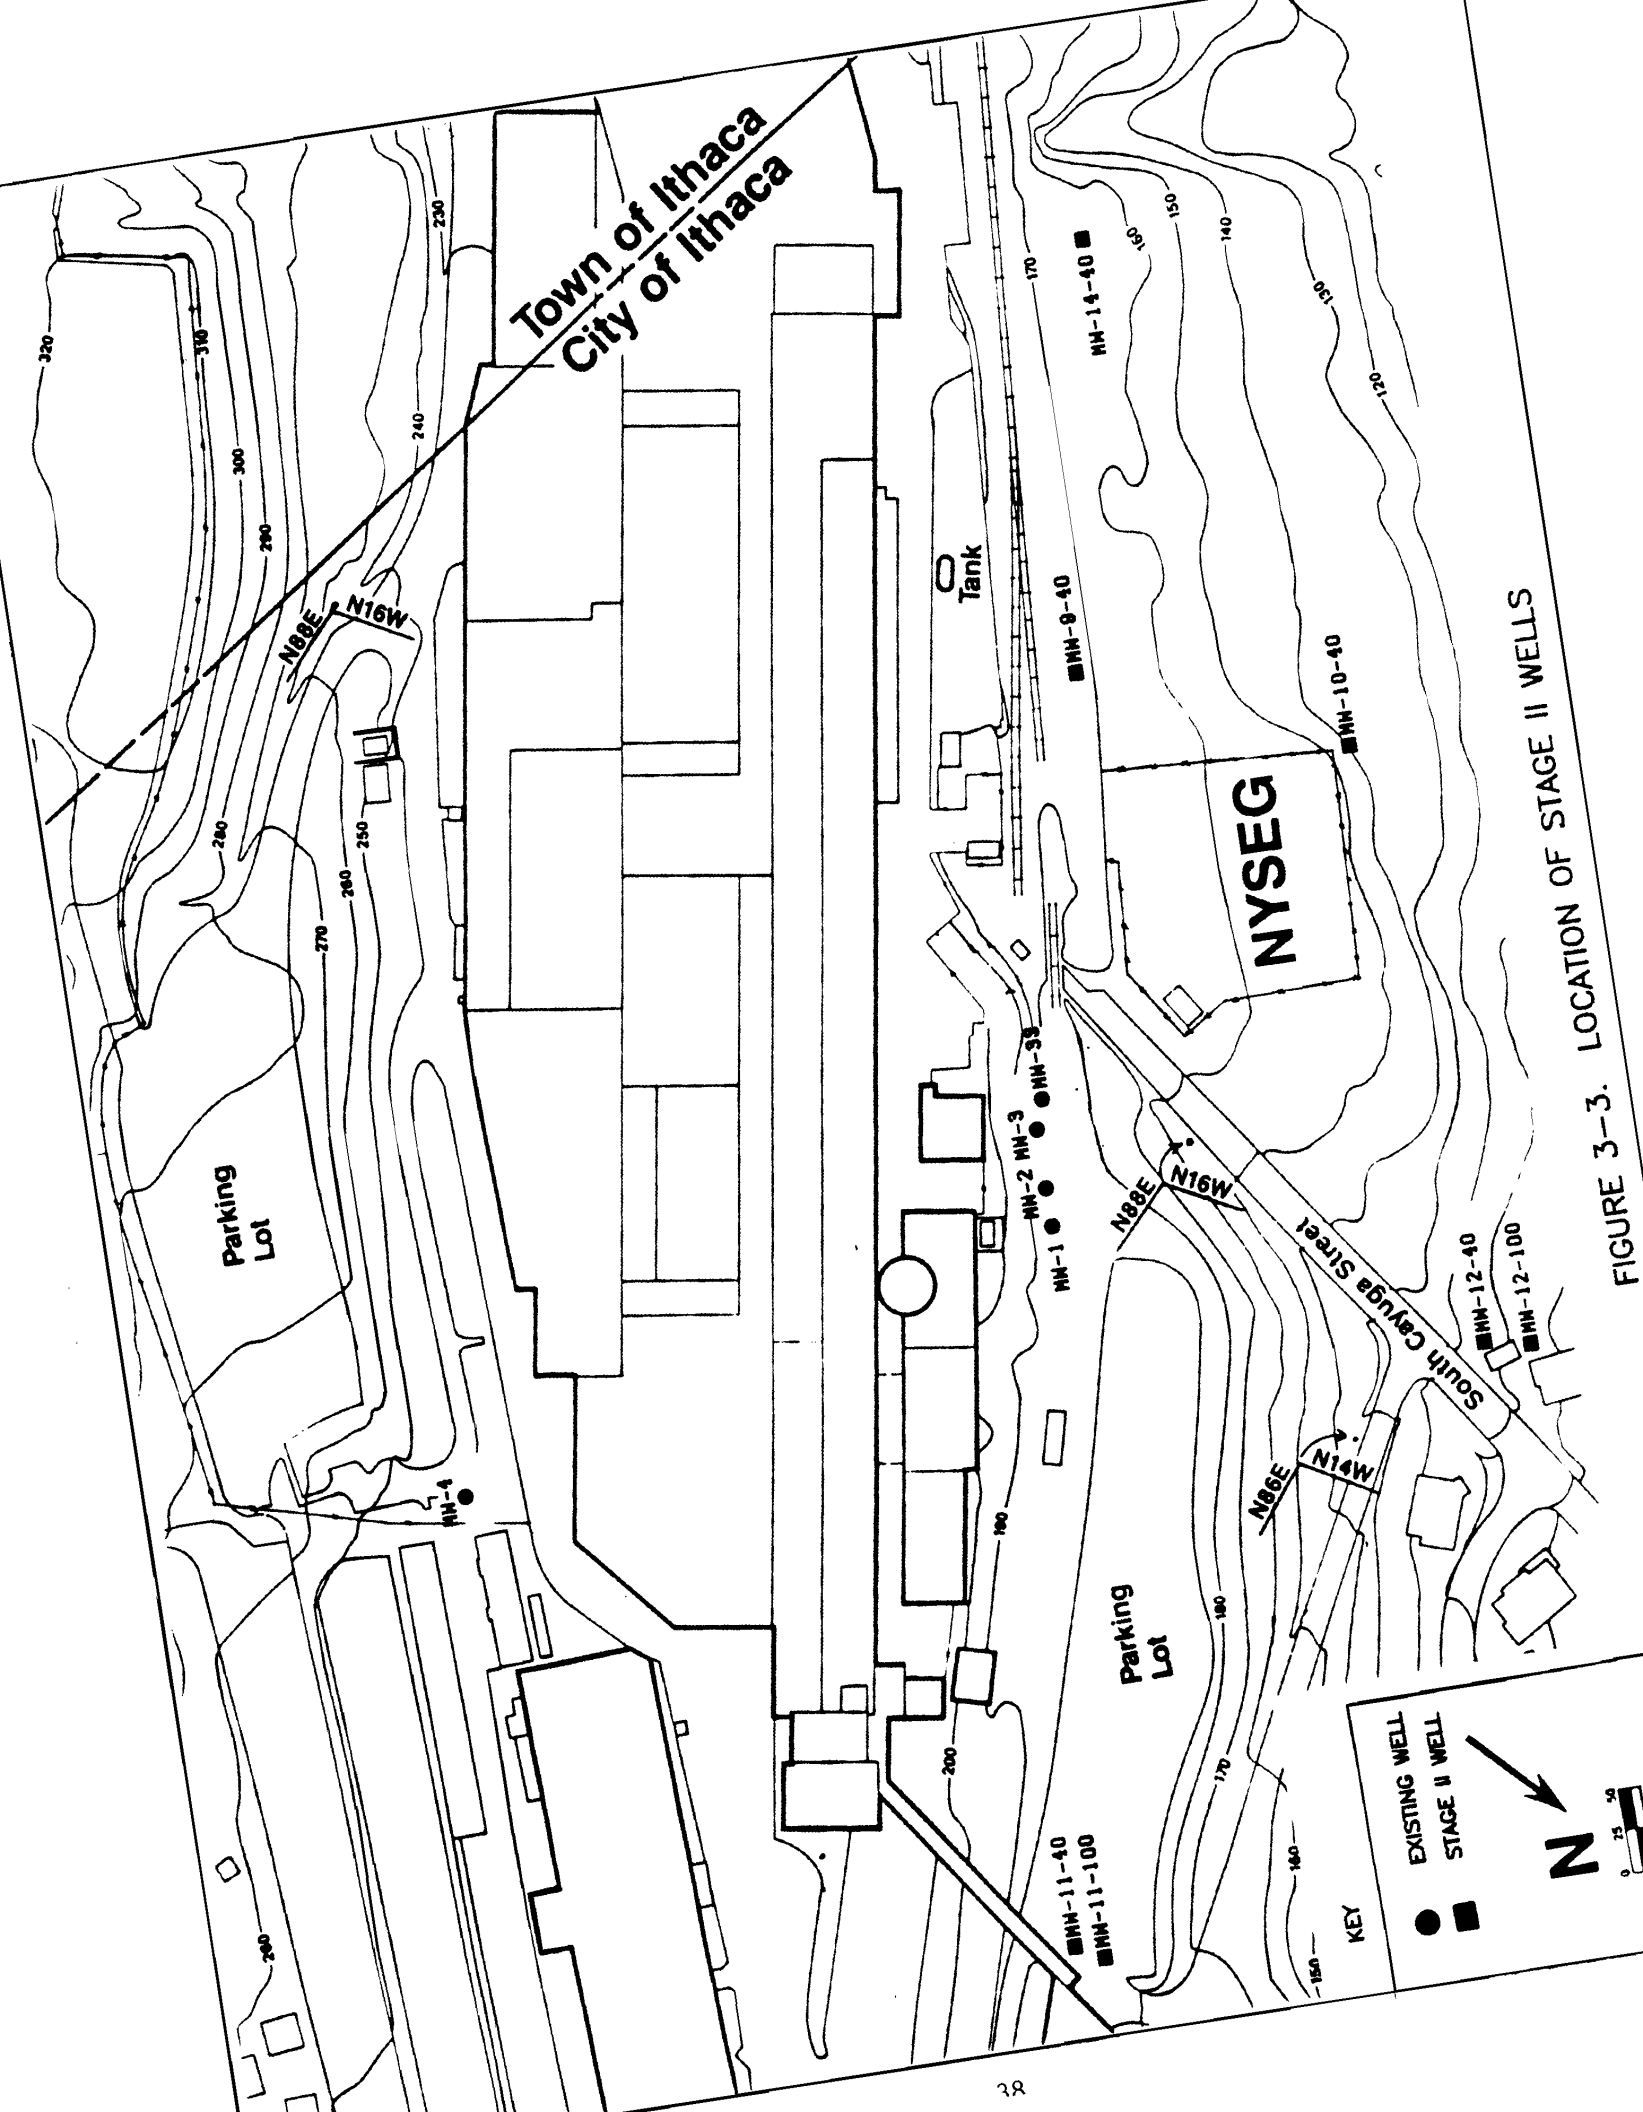 320
310
300
290
280
270
260
250
240
230
Town of Ithaca
City of Ithaca
N88E
N16W
Parking
Lot
MW-4
260
Tank
170
160
150
140
130
120
MW-14-40
MW-9-40
MW-10-40
NYSEG
MW-1
MW-2
MW-3
N88E
N16W
South Cayuga Street
MW-12-40
MW-12-100
N86E
N14W
190
Parking
Lot
180
170
160
150
200
MW-11-40
MW-11-100
KEY
EXISTING WELL
STAGE II WELL
N
0 25 50
FIGURE 3-3. LOCATION OF STAGE II WELLS
38